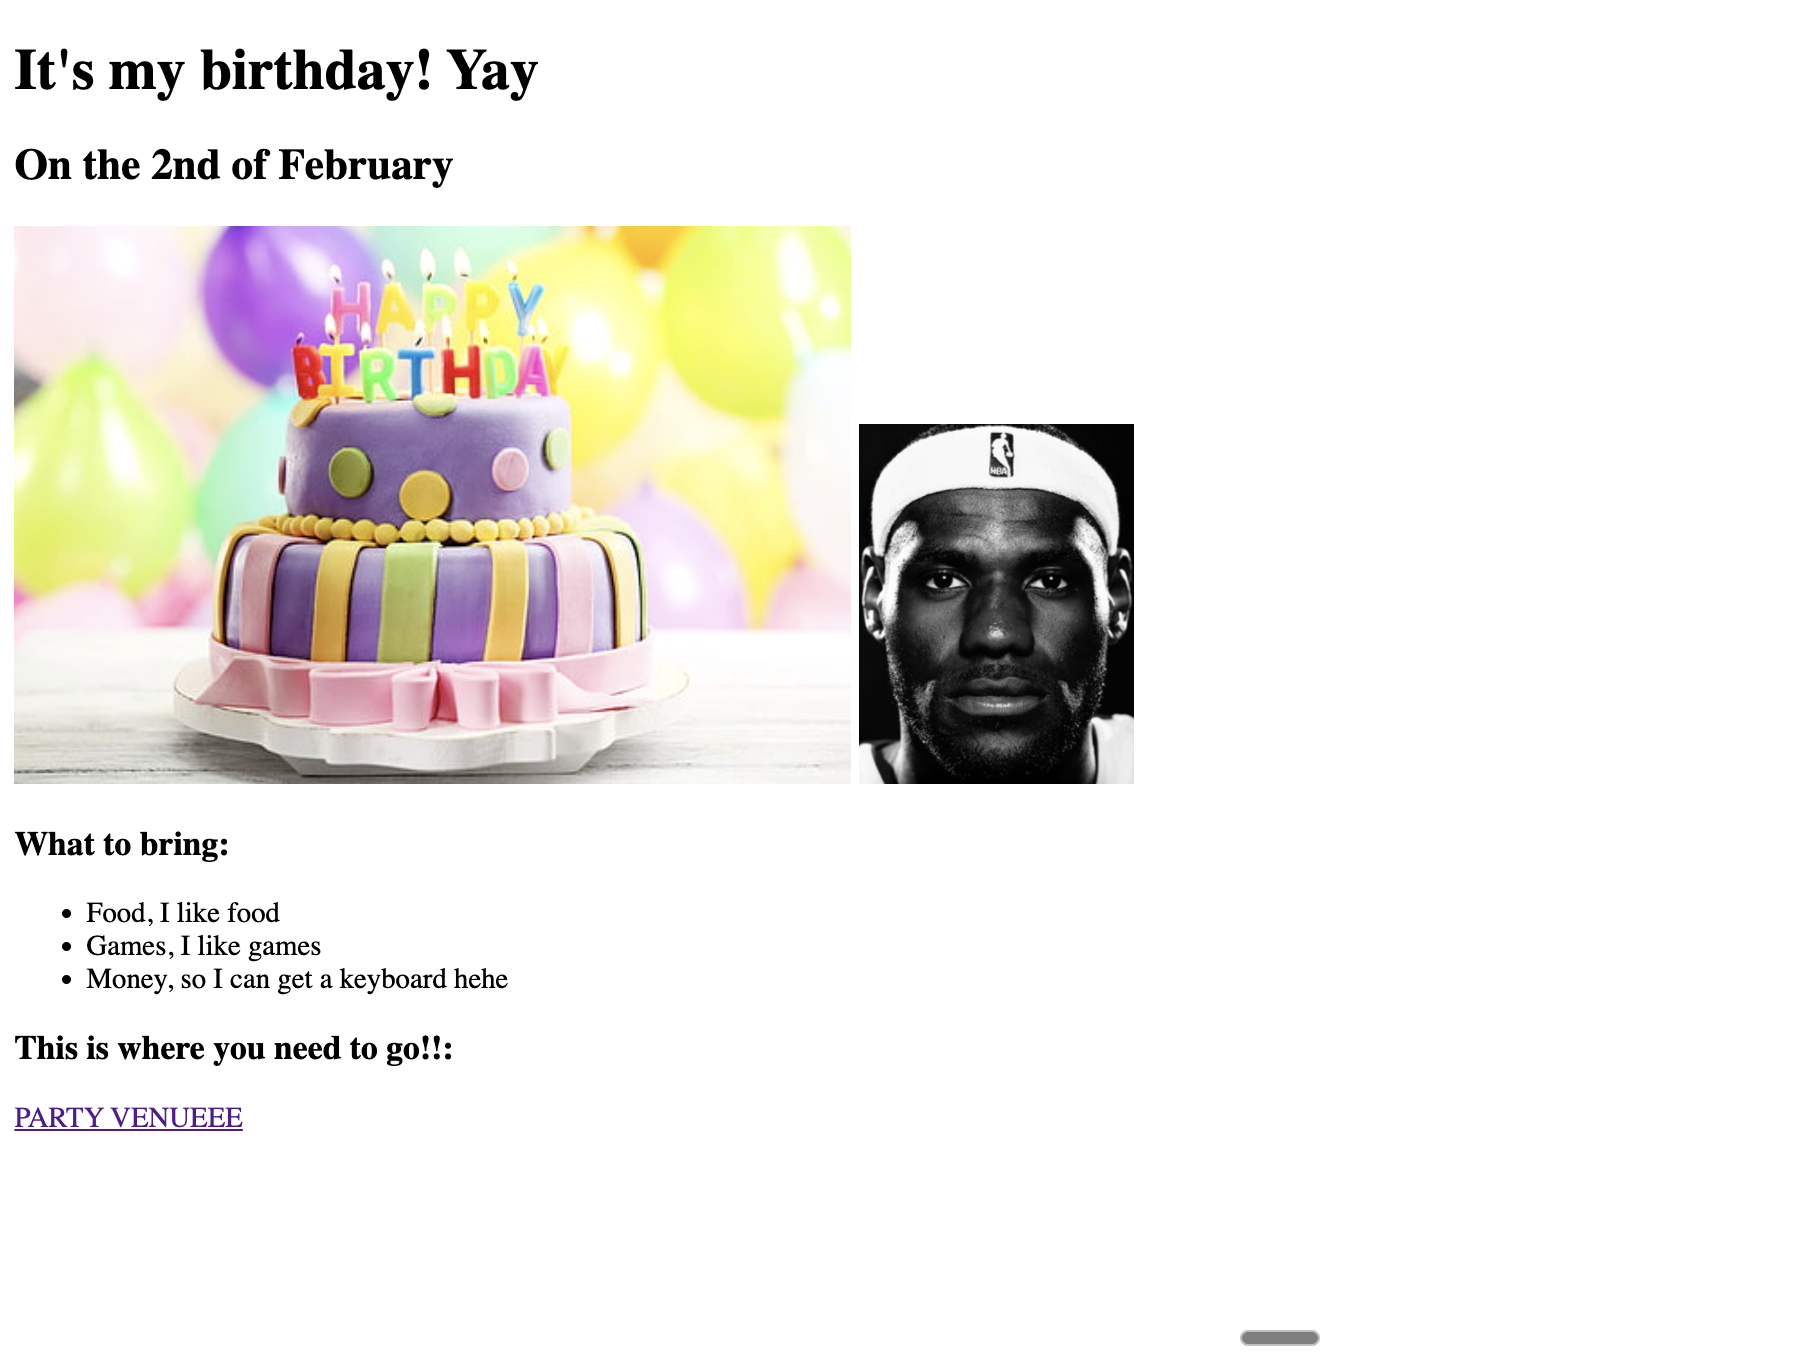 It's my birthday! Yay
On the 2nd of February
HAPPY
BIRTHDAY
NBA
What to bring:
Food, I like food
Games, I like games
Money, so I can get a keyboard hehe
This is where you need to go!!:
PARTY VENUEEE